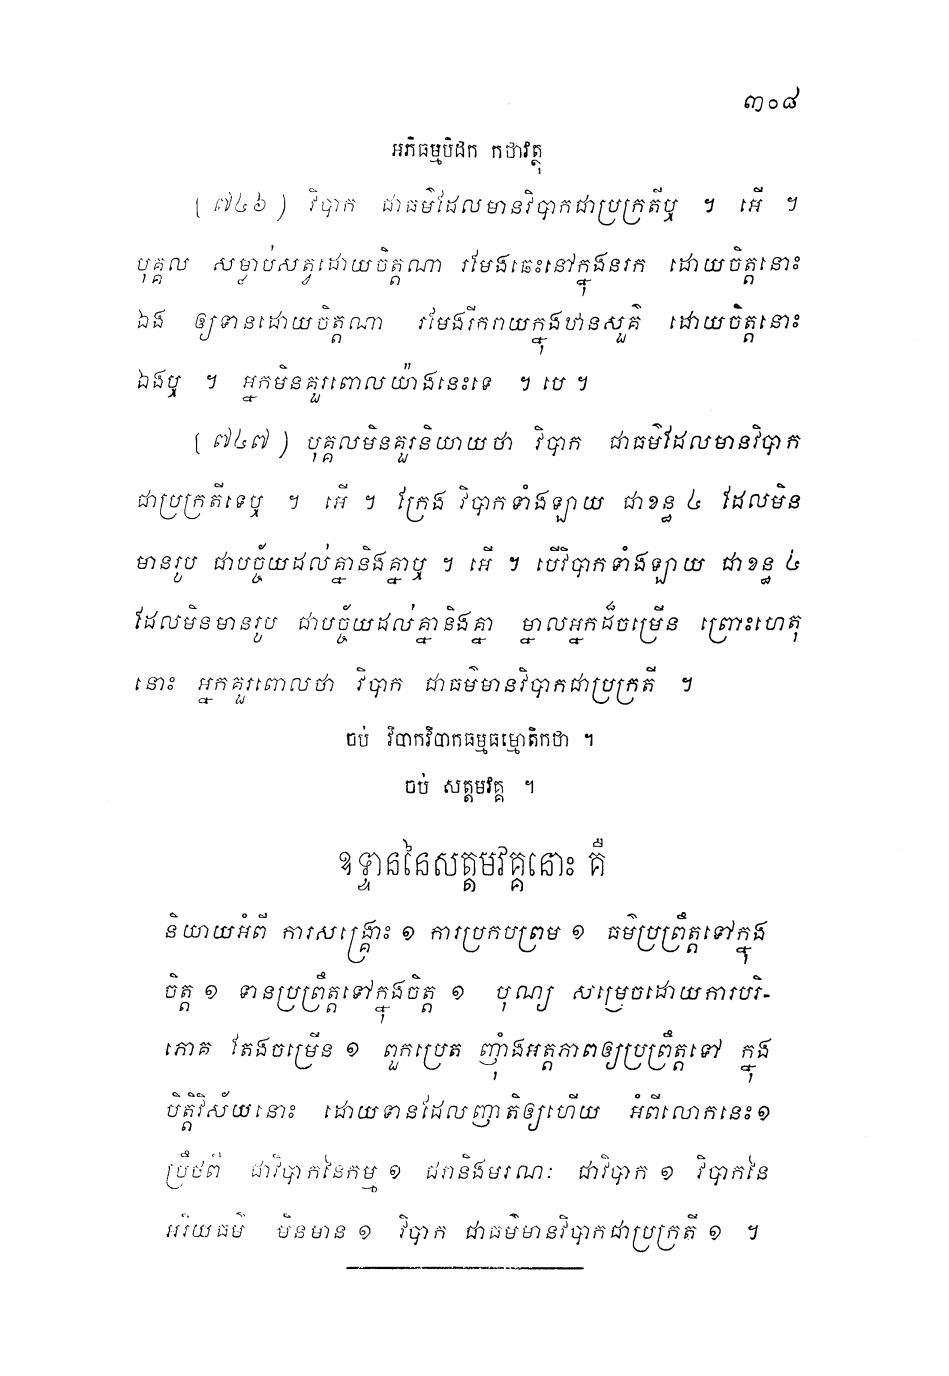 ៣០៨
អភិធម្មបិដក កថាវត្ថុ
( ៧៤៦ ) វិបាក ជាធម៌ដែលមានវិបាកជាប្រក្រតីឬ ។ អើ ។
បុគ្គល សម្លាប់សត្វដោយចិត្តណា រមែងឆេះនៅក្នុងនរក ដោយចិត្តនោះ
ឯង ឲ្យទានដោយចិត្តណា រមែងរីករាយក្នុងឋានសួគ៌ ដោយចិត្តនោះ
ឯងឬ ។ អ្នកមិនគួរពោលយ៉ាងនេះទេ ។ បេ ។
( ៧៤៧ ) បុគ្គលមិនគួរនិយាយថា វិបាក ជាធម៌ដែលមានវិបាក
ជាប្រក្រតីទេឬ ។ អើ ។ ក្រែង វិបាកទាំងឡាយ ជាខន្ធ ៤ ដែលមិន
មានរូប ជាបច្ច័យដល់គ្នានិងគ្នាឬ ។ អើ ។ បើវិបាកទាំងឡាយ ជាខន្ធ ៤
ដែលមិនមានរូប ជាបច្ច័យដល់គ្នានិងគ្នា ម្នាលអ្នកដ៏ចម្រើន ព្រោះហេតុ
នោះ អ្នកគួរពោលថា វិបាក ជាធម៌មានវិបាកជាប្រក្រតី ។
ចប់ វិបាកវិបាកធម្មធម្មោតិកថា ។
ចប់ សត្តមវគ្គ ។
ឧទ្ទាននៃសត្តមវគ្គនោះ គឺ
និយាយអំពី ការសង្គ្រោះ ១ ការប្រកបព្រម ១ ធម៌ប្រព្រឹត្តទៅក្នុង
ចិត្ត ១ ទានប្រព្រឹត្តទៅក្នុងចិត្ត ១ បុណ្យ សម្រេចដោយការបរិ-
ភោគ តែងចម្រើន ១ ពួកប្រេត ញុំាងអត្តភាពឲ្យប្រព្រឹត្តទៅ ក្នុង
បិត្តិវិស័យនោះ ដោយទានដែលញាតិឲ្យហើយ អំពីលោកនេះ ១
ប្រឹថពី ជាវិបាកនៃកម្ម ១ ជរានិងមរណៈ ជាវិបាក ១ វិបាកនៃ
អរិយធម៌ មិនមាន ១ វិបាក ជាធម៌មានវិបាកជាប្រក្រតី ១ ។